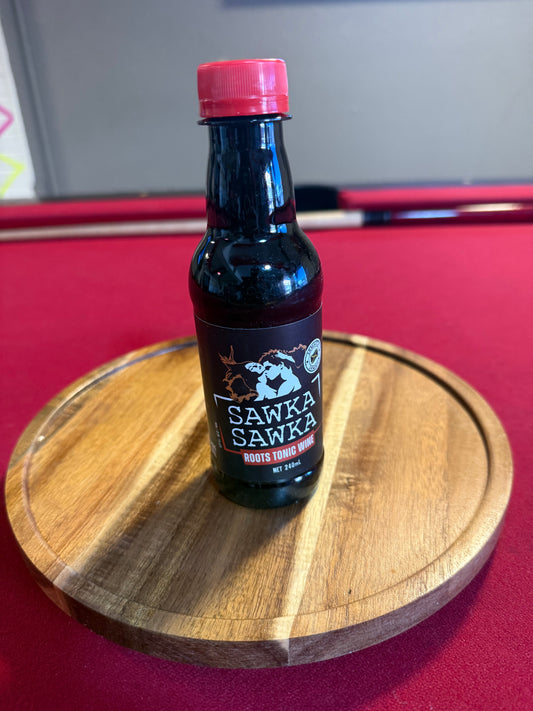 SAWKA
SAWKA
ROOTS TONIC WINE
NET 240mL